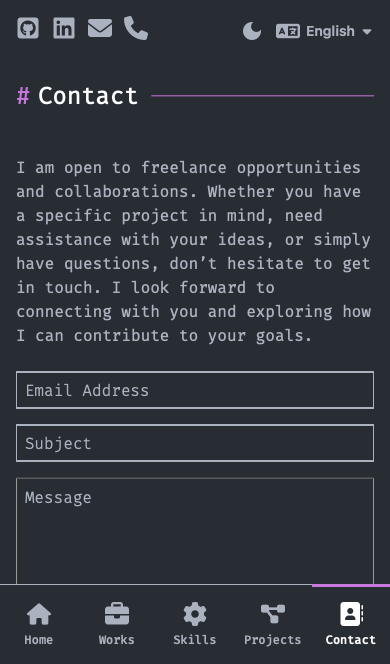 English
# Contact
I am open to freelance opportunities
and collaborations. Whether you have
a specific project in mind, need
assistance with your ideas, or simply
have questions, don’t hesitate to get
in touch. I look forward to
connecting with you and exploring how
I can contribute to your goals.
Email Address
Subject
Message
Home Works Skills Projects Contact